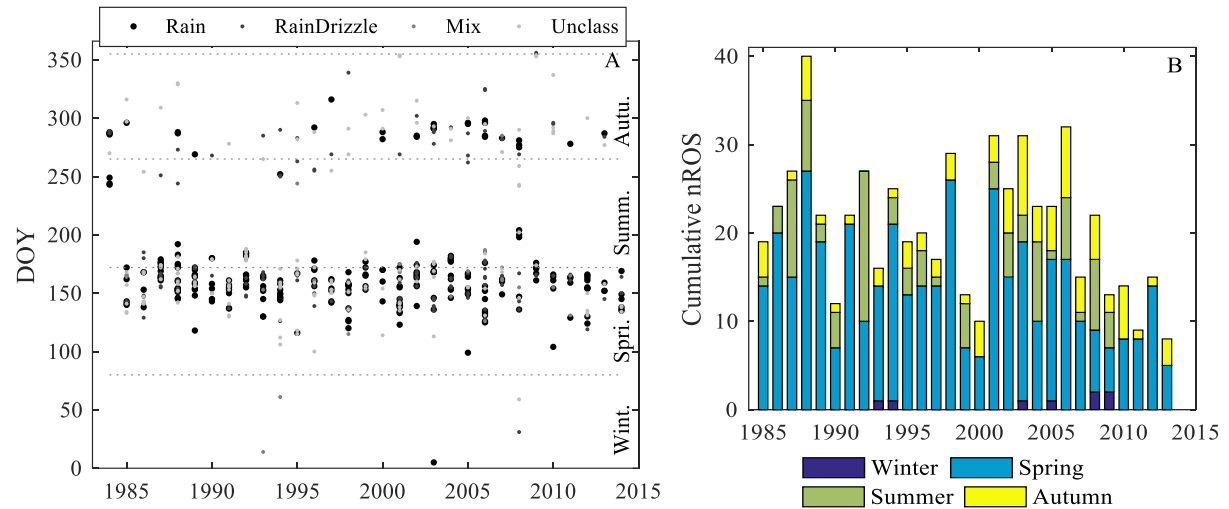 Rain RainDrizzle Mix Unclass
A
350
300
250
200
150
100
50
0
DOY
Autu.
Summ.
Spri.
Wint.
1985 1990 1995 2000 2005 2010 2015
B
40
30
20
10
0
Cumulative nROS
1985 1990 1995 2000 2005 2010 2015
Winter Spring
Summer Autumn